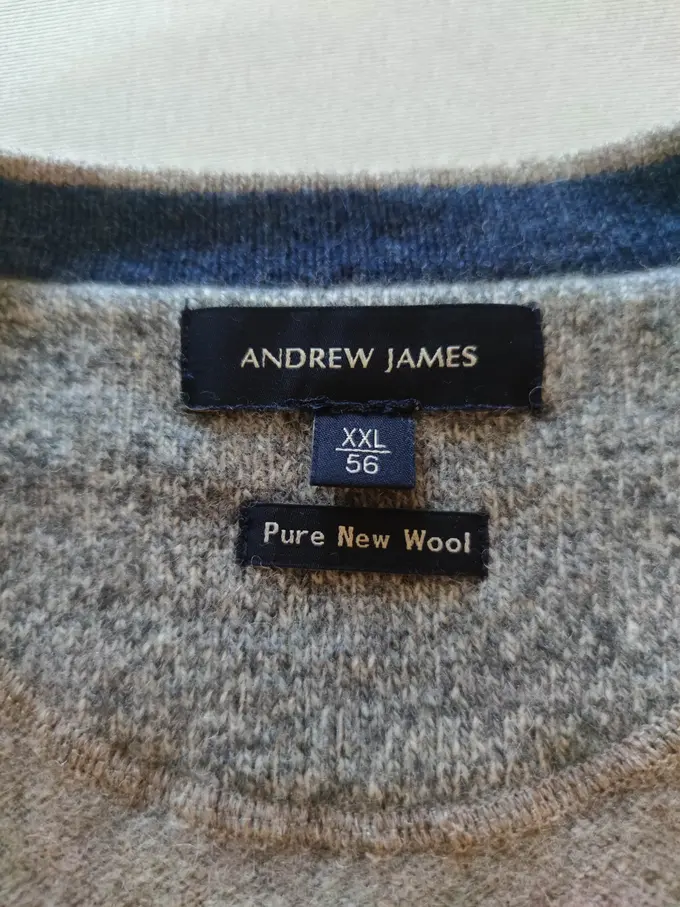 ANDREW JAMES
XXL
56
Pure New Wool